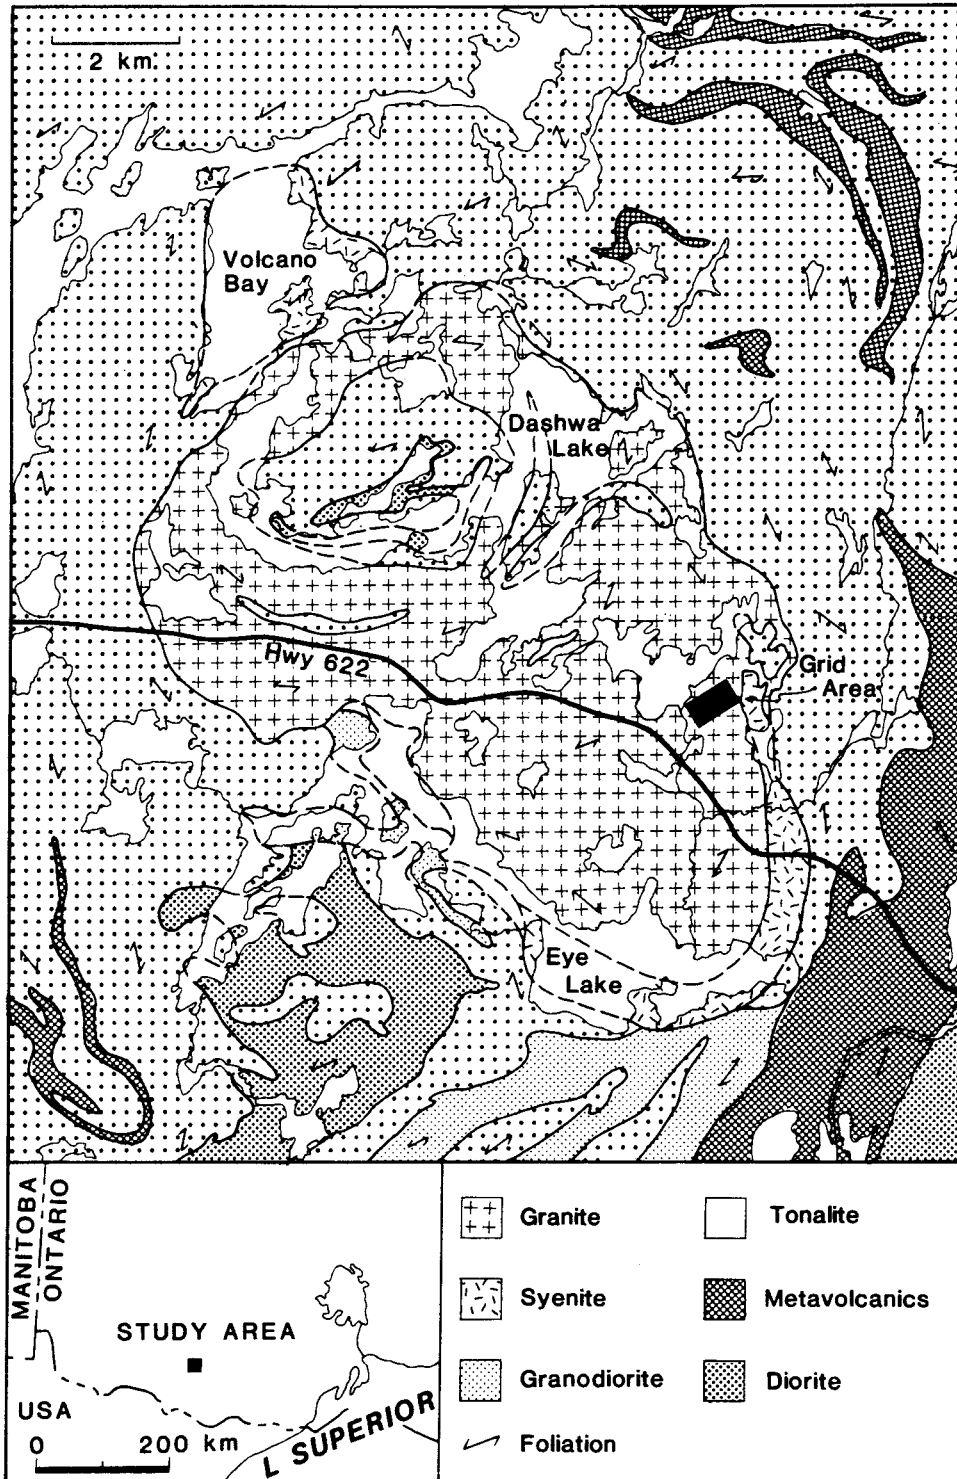 2 km
Volcano
Bay
Dashwa
Lake
Hwy 622
Grid
Area
Eye
Lake
MANITOBA
ONTARIO
STUDY AREA
USA
0 200 km
L SUPERIOR
Granite
Tonalite
Syenite
Metavolcanics
Granodiorite
Diorite
Foliation